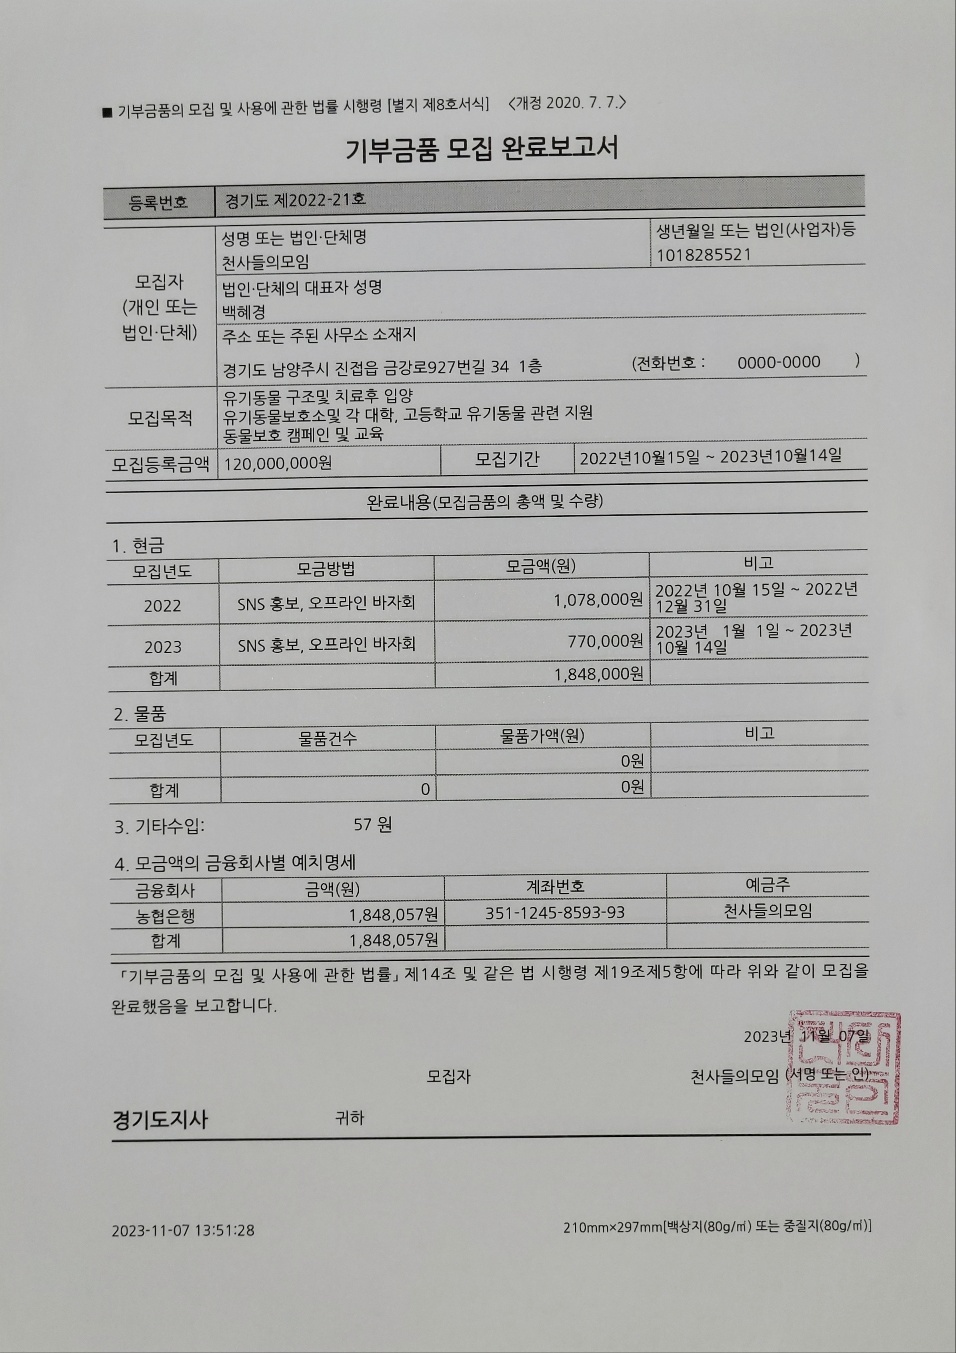 ■ 기부금품의 모집 및 사용에 관한 법률 시행령 [별지 제8호서식] <개정 2020. 7. 7.>
기부금품 모집 완료보고서
등록번호 경기도 제2022-21호
모집자
(개인 또는
법인·단체)
성명 또는 법인·단체명
천사들의모임
생년월일 또는 법인(사업자)등
1018285521
법인·단체의 대표자 성명
백혜경
주소 또는 주된 사무소 소재지
경기도 남양주시 진접읍 금강로927번길 34 1층 (전화번호 : 0000-0000 )
모집목적
유기동물 구조및 치료후 입양
유기동물보호소및 각 대학, 고등학교 유기동물 관련 지원
동물보호 캠페인 및 교육
모집등록금액 120,000,000원 모집기간 2022년10월15일 ~ 2023년10월14일
완료내용(모집금품의 총액 및 수량)
1. 현금
모집년도 모금방법 모금액(원) 비고
2022 SNS 홍보, 오프라인 바자회 1,078,000원 2022년 10월 15일 ~ 2022년
12월 31일
2023 SNS 홍보, 오프라인 바자회 770,000원 2023년 1월 1일 ~ 2023년
10월 14일
합계 1,848,000원
2. 물품
모집년도 물품건수 물품가액(원) 비고
0원
합계 0 0원
3. 기타수입: 57 원
4. 모금액의 금융회사별 예치명세
금융회사 금액(원) 계좌번호 예금주
농협은행 1,848,057원 351-1245-8593-93 천사들의모임
합계 1,848,057원
「기부금품의 모집 및 사용에 관한 법률」 제14조 및 같은 법 시행령 제19조제5항에 따라 위와 같이 모집을
완료했음을 보고합니다.
2023년 11월 07일
모집자 천사들의모임 (서명 또는 인)
경기도지사 귀하
2023-11-07 13:51:28 210mm×297mm[백상지(80g/㎡) 또는 중질지(80g/㎡)]